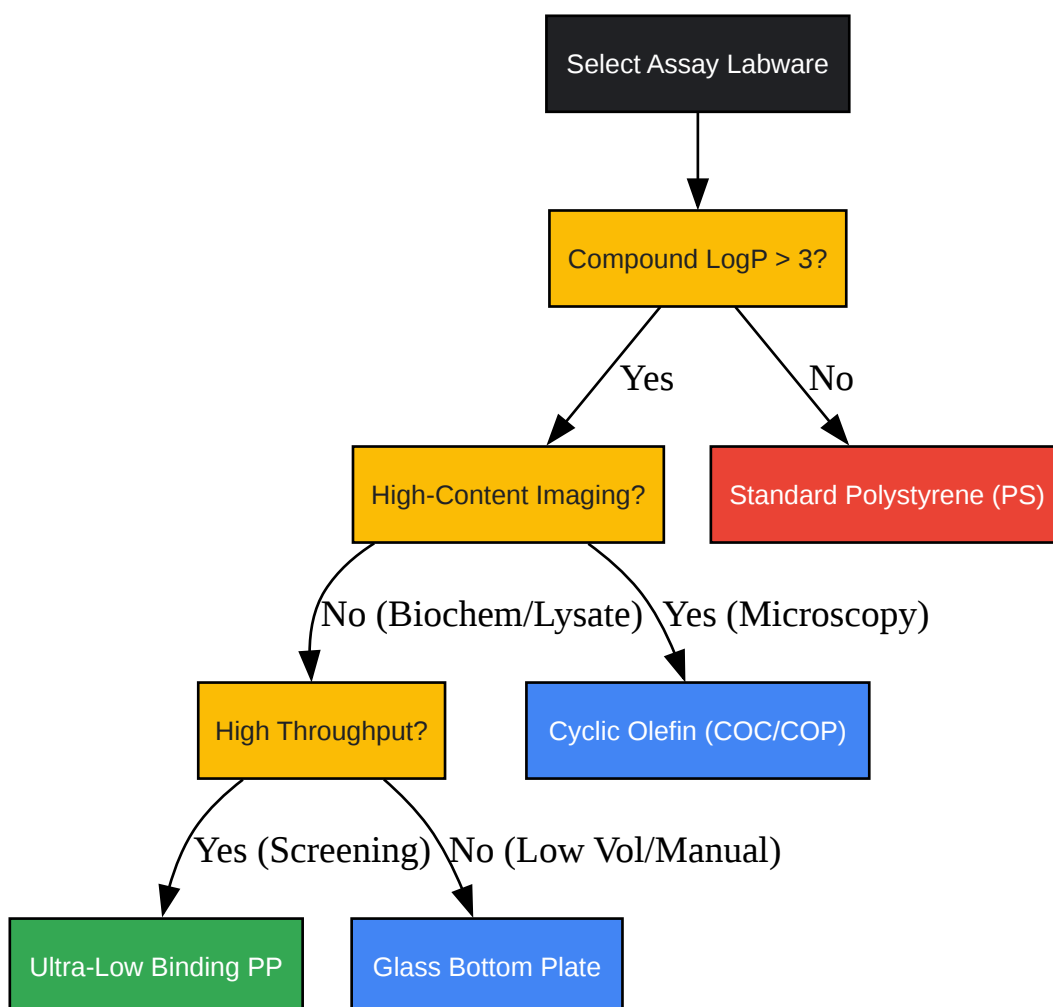 Select Assay Labware
Compound LogP > 3?
Yes
No
High-Content Imaging?
Standard Polystyrene (PS)
No (Biochem/Lysate)
Yes (Microscopy)
High Throughput?
Cyclic Olefin (COC/COP)
Yes (Screening)
No (Low Vol/Manual)
Ultra-Low Binding PP
Glass Bottom Plate